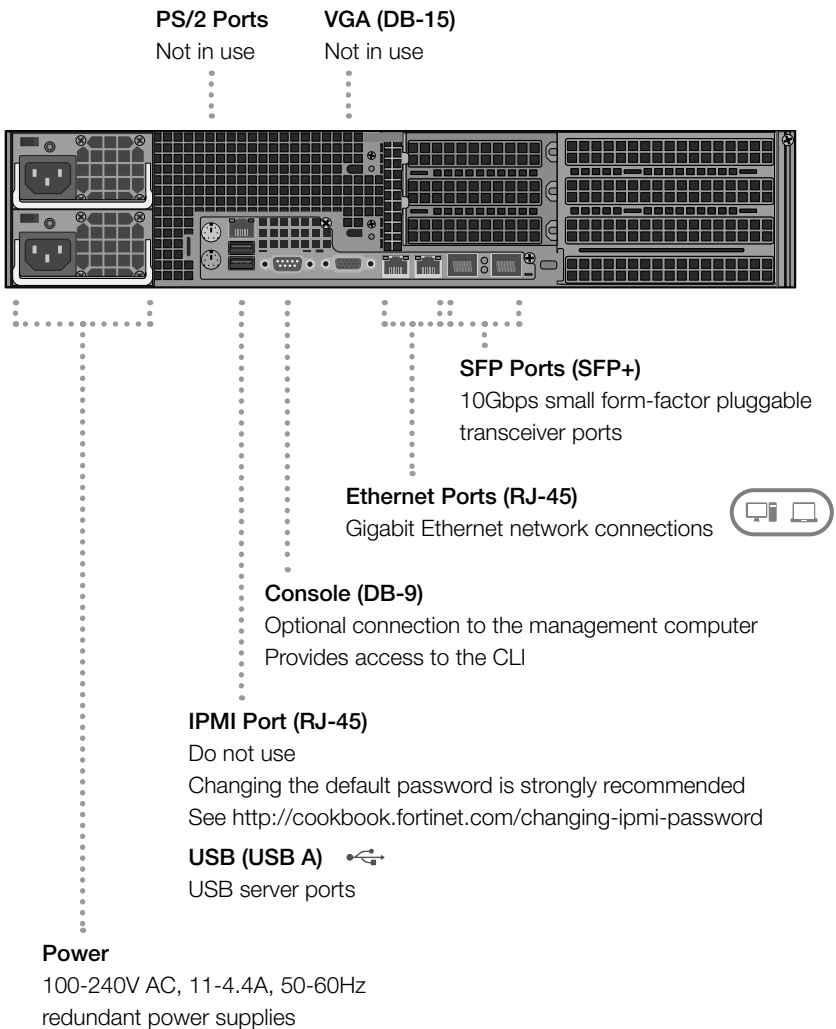 PS/2 Ports
Not in use
VGA (DB-15)
Not in use
SFP Ports (SFP+)
10Gbps small form-factor pluggable
transceiver ports
Ethernet Ports (RJ-45)
Gigabit Ethernet network connections
Console (DB-9)
Optional connection to the management computer
Provides access to the CLI
IPMI Port (RJ-45)
Do not use
Changing the default password is strongly recommended
See http://cookbook.fortinet.com/changing-ipmi-password
USB (USB A)
USB server ports
Power
100-240V AC, 11-4.4A, 50-60Hz
redundant power supplies